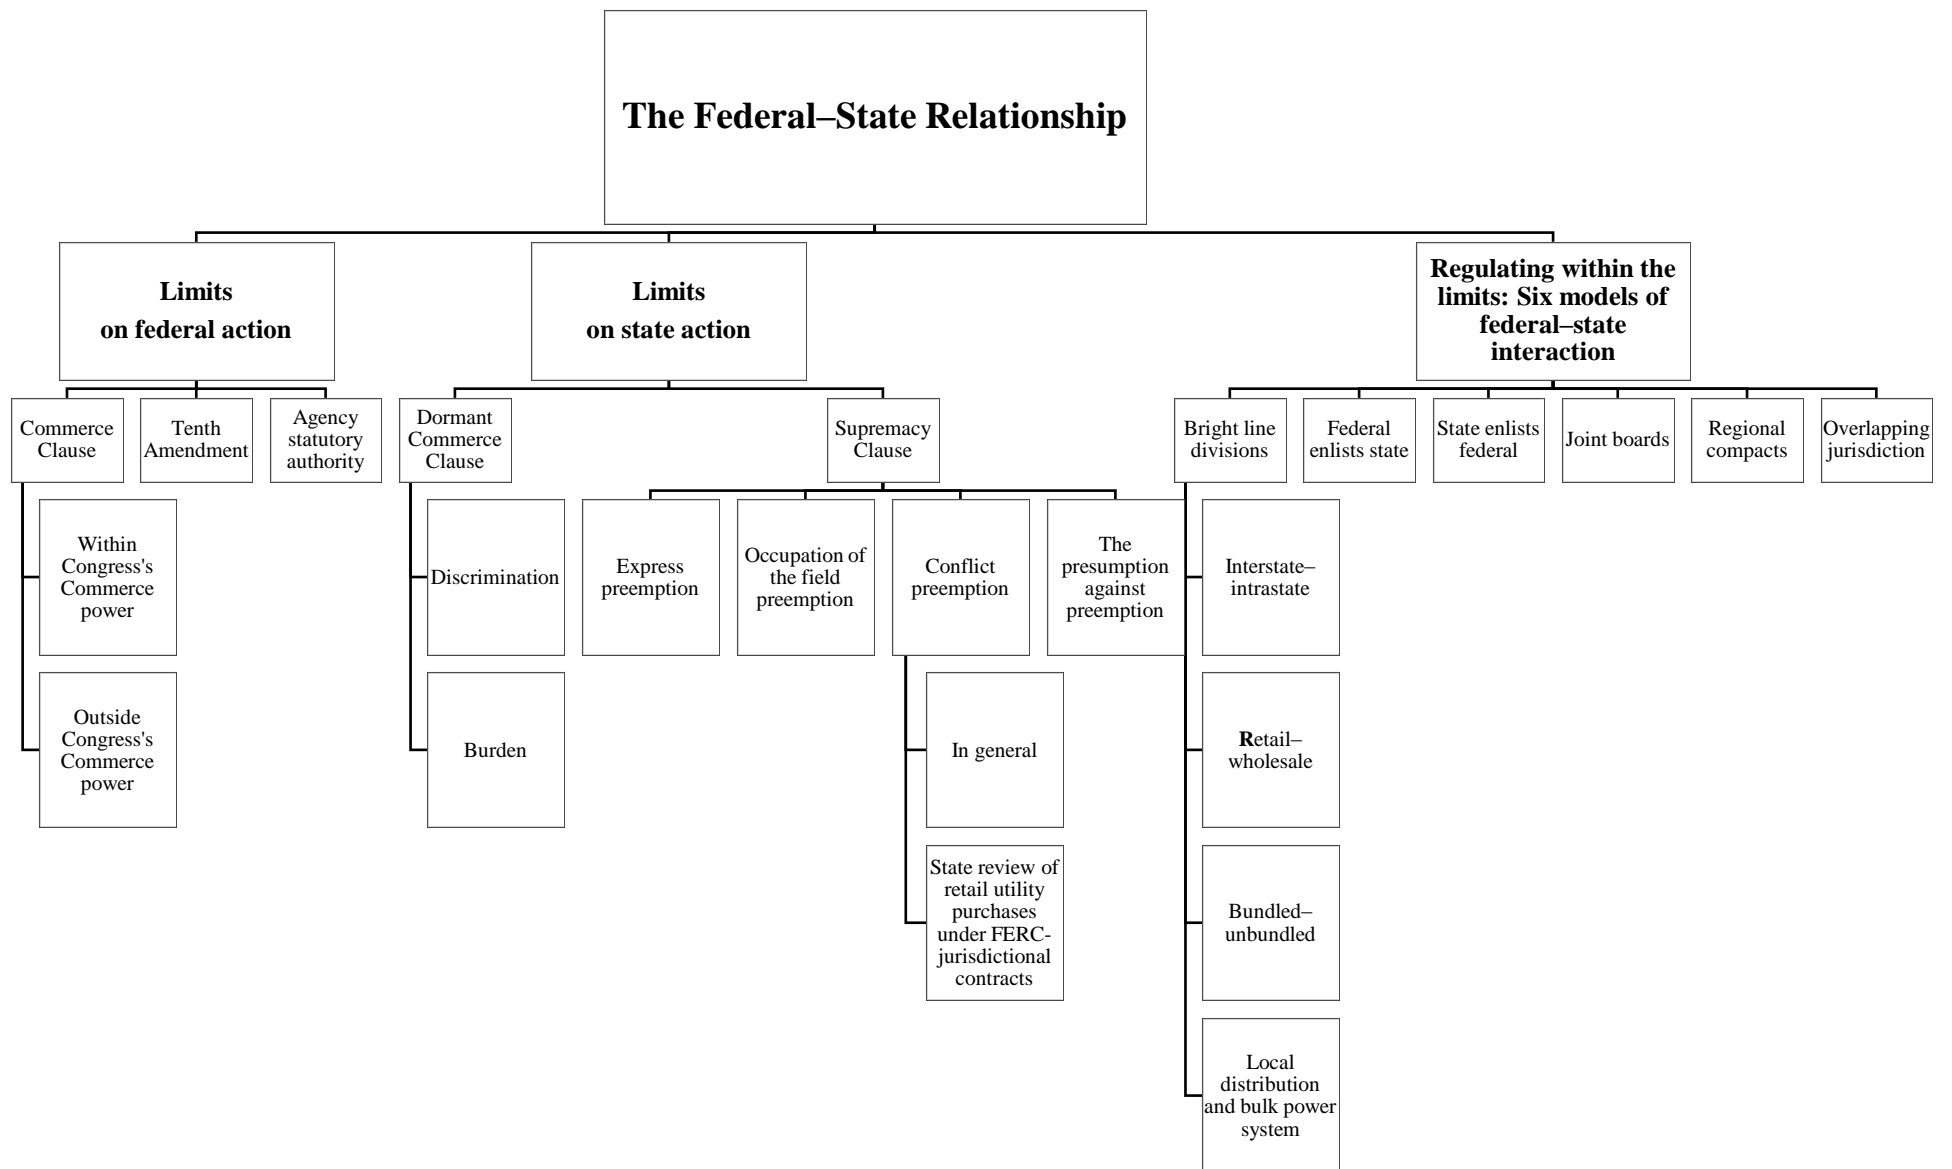 The Federal–State Relationship
Limits
on federal action
Limits
on state action
Regulating within the
limits: Six models of
federal–state
interaction
Commerce
Clause
Tenth
Amendment
Agency
statutory
authority
Dormant
Commerce
Clause
Supremacy
Clause
Bright line
divisions
Federal
enlists state
State enlists
federal
Joint boards
Regional
compacts
Overlapping
jurisdiction
Within
Congress's
Commerce
power
Discrimination
Express
preemption
Occupation of
the field
preemption
Conflict
preemption
The
presumption
against
preemption
Interstate–
intrastate
Outside
Congress's
Commerce
power
Burden
In general
Retail–
wholesale
State review of
retail utility
purchases
under FERC-
jurisdictional
contracts
Bundled–
unbundled
Local
distribution
and bulk power
system